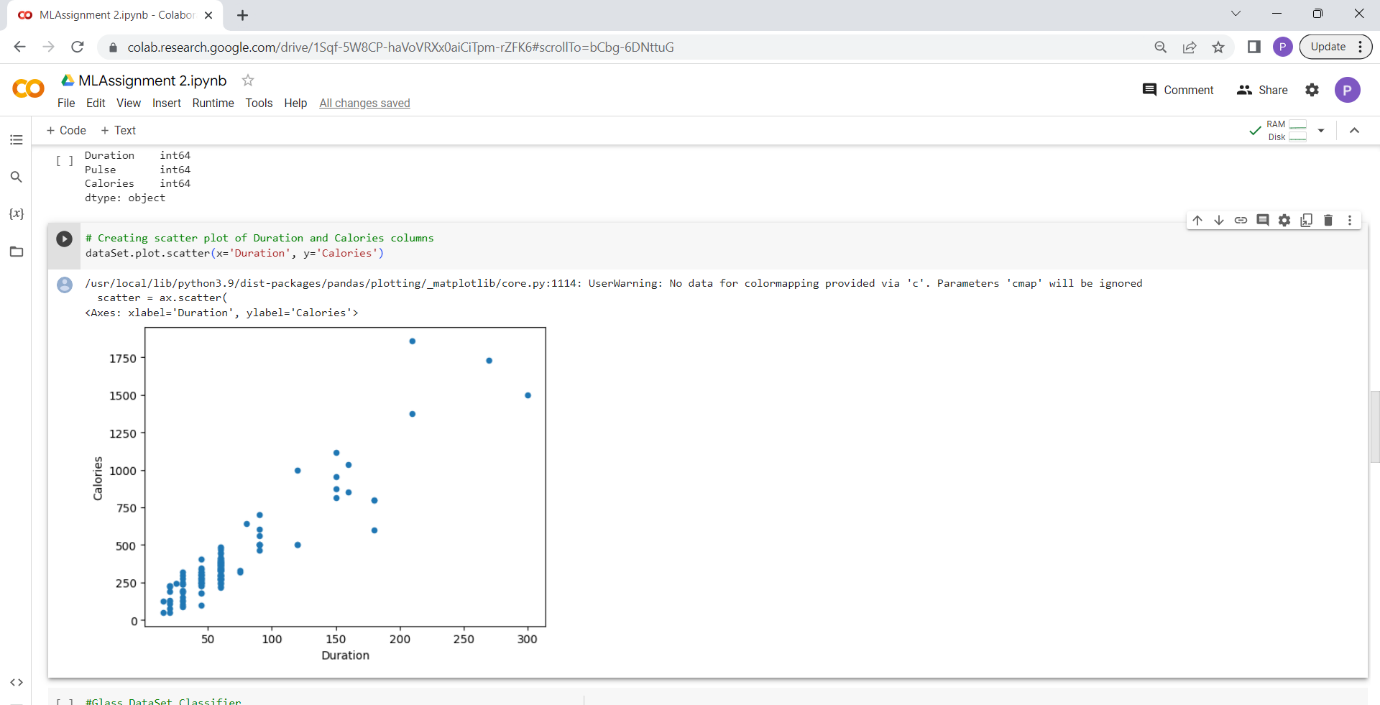 MLAssignment 2.ipynb - Colabor
colab.research.google.com/drive/1Sqf-5W8CP-haVoVRXx0aiCiTpm-rZFK6#scrollTo=bCbg-6DNttuG
P
Update
MLAssignment 2.ipynb
Comment
Share
P
File Edit View Insert Runtime Tools Help All changes saved
+ Code + Text
RAM
Disk
[ ] Duration int64
Pulse int64
Calories int64
dtype: object
{x}
# Creating scatter plot of Duration and Calories columns
dataSet.plot.scatter(x='Duration', y='Calories')
/usr/local/lib/python3.9/dist-packages/pandas/plotting/_matplotlib/core.py:1114: UserWarning: No data for colormapping provided via 'c'. Parameters 'cmap' will be ignored
scatter = ax.scatter(
<Axes: xlabel='Duration', ylabel='Calories'>
1750
1500
1250
1000
750
500
250
0
Calories
50 100 150 200 250 300
Duration
[ ] #Glass DataSet Classifier